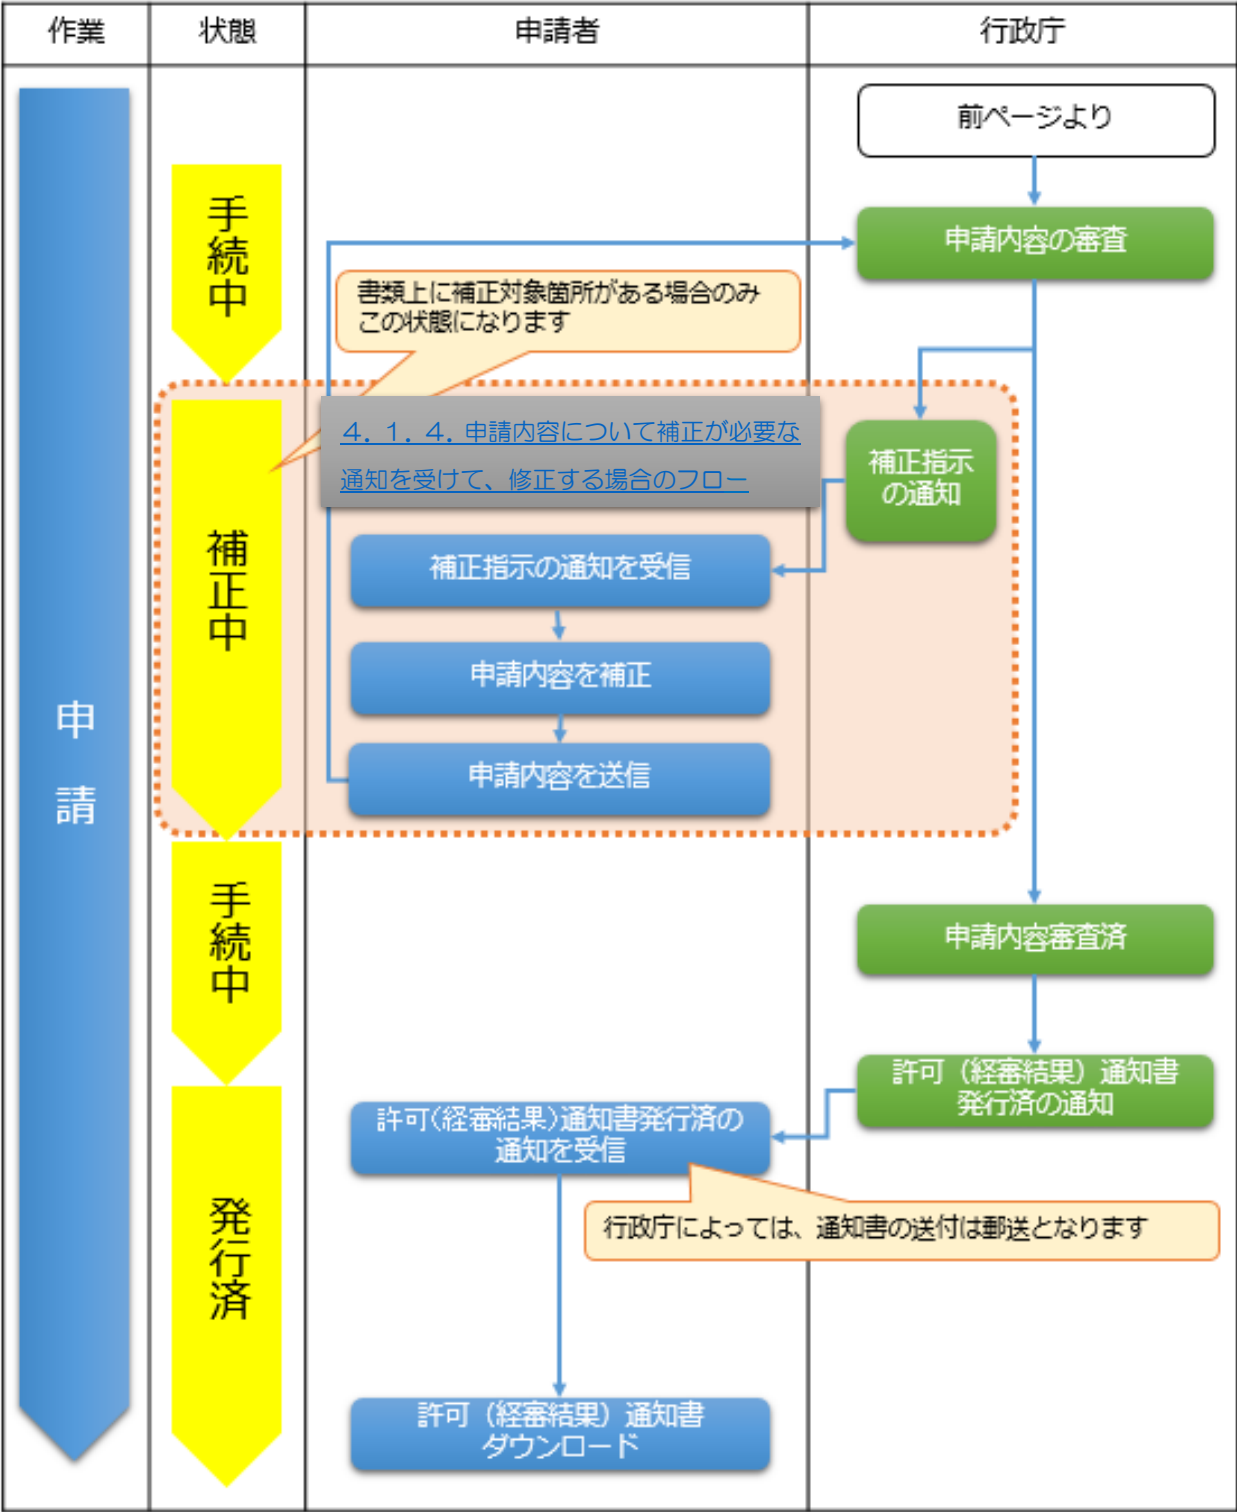 作業
状態
申請者
行政庁
前ページより
手続中
申請内容の審査
書類上に補正対象箇所がある場合のみ
この状態になります
４．１．４．申請内容について補正が必要な
通知を受けて、修正する場合のフロー
補正指示
の通知
補正中
補正指示の通知を受信
申請内容を補正
申請
申請内容を送信
手続中
申請内容審査済
許可（経審結果）通知書
発行済の通知
許可(経審結果)通知書発行済の
通知を受信
行政庁によっては、通知書の送付は郵送となります
発行済
許可（経審結果）通知書
ダウンロード